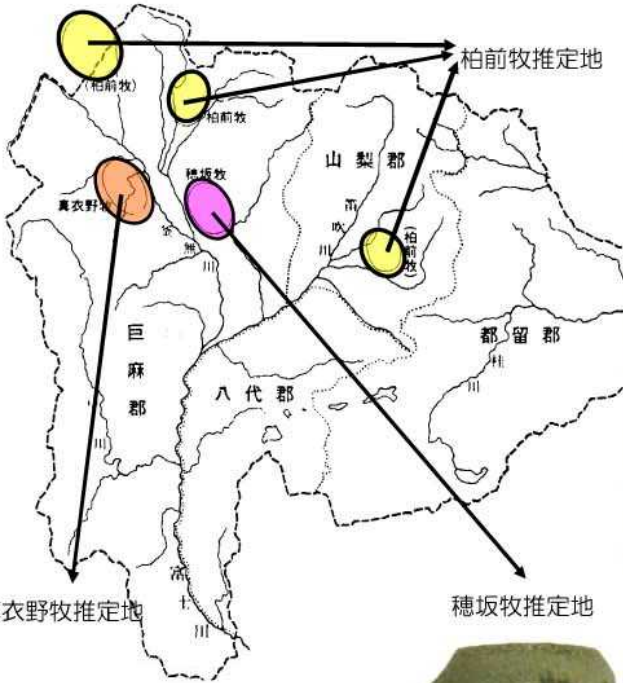 柏前牧推定地
(柏前牧)
柏前牧
穂坂牧
山梨郡
真衣野牧
笛吹川
(柏前牧)
釜無川
巨麻郡
都留郡
桂川
八代郡
川
富士川
衣野牧推定地
穂坂牧推定地